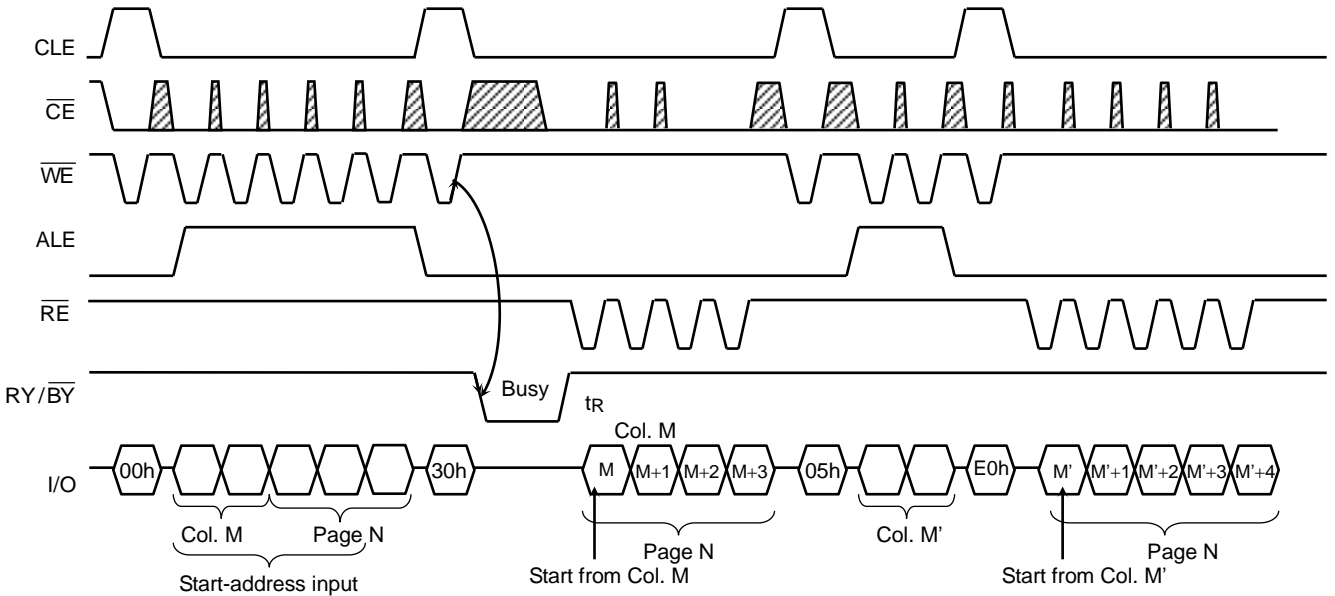 CLE
CE
WE
ALE
RE
RY/BY
Busy
tR
Col. M
I/O
00h
30h
M
M+1
M+2
M+3
05h
E0h
M'
M'+1
M'+2
M'+3
M'+4
Col. M
Page N
Col. M'
Page N
Page N
Start-address input
Start from Col. M
Start from Col. M'